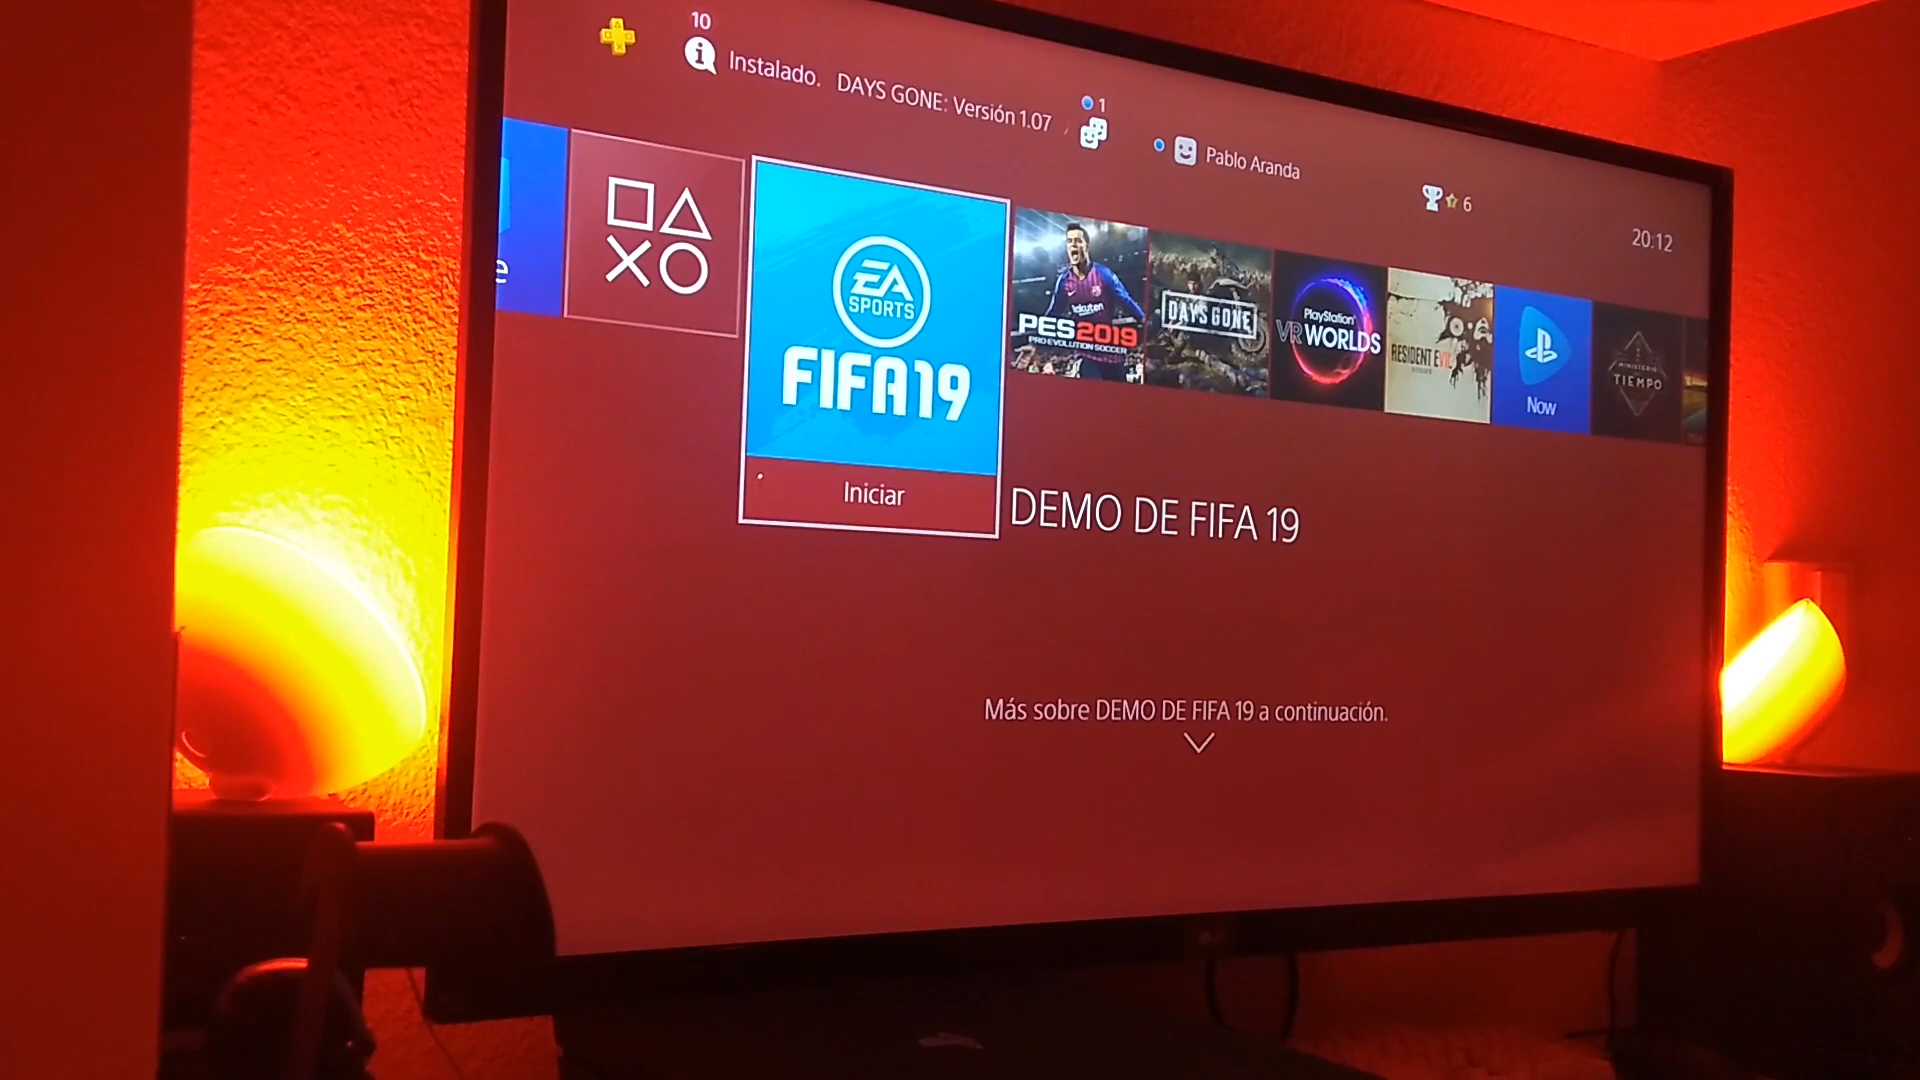 10
Instalado. DAYS GONE: Versión 1.07
1
Pablo Aranda
6
20:12
e
EA
SPORTS
FIFA19
Iniciar
Rakuten
PES2019
PRO EVOLUTION SOCCER
DAYS GONE
PlayStation
VR WORLDS
RESIDENT EVIL
Now
MINISTERIO
TIEMPO
DEMO DE FIFA 19
Más sobre DEMO DE FIFA 19 a continuación.